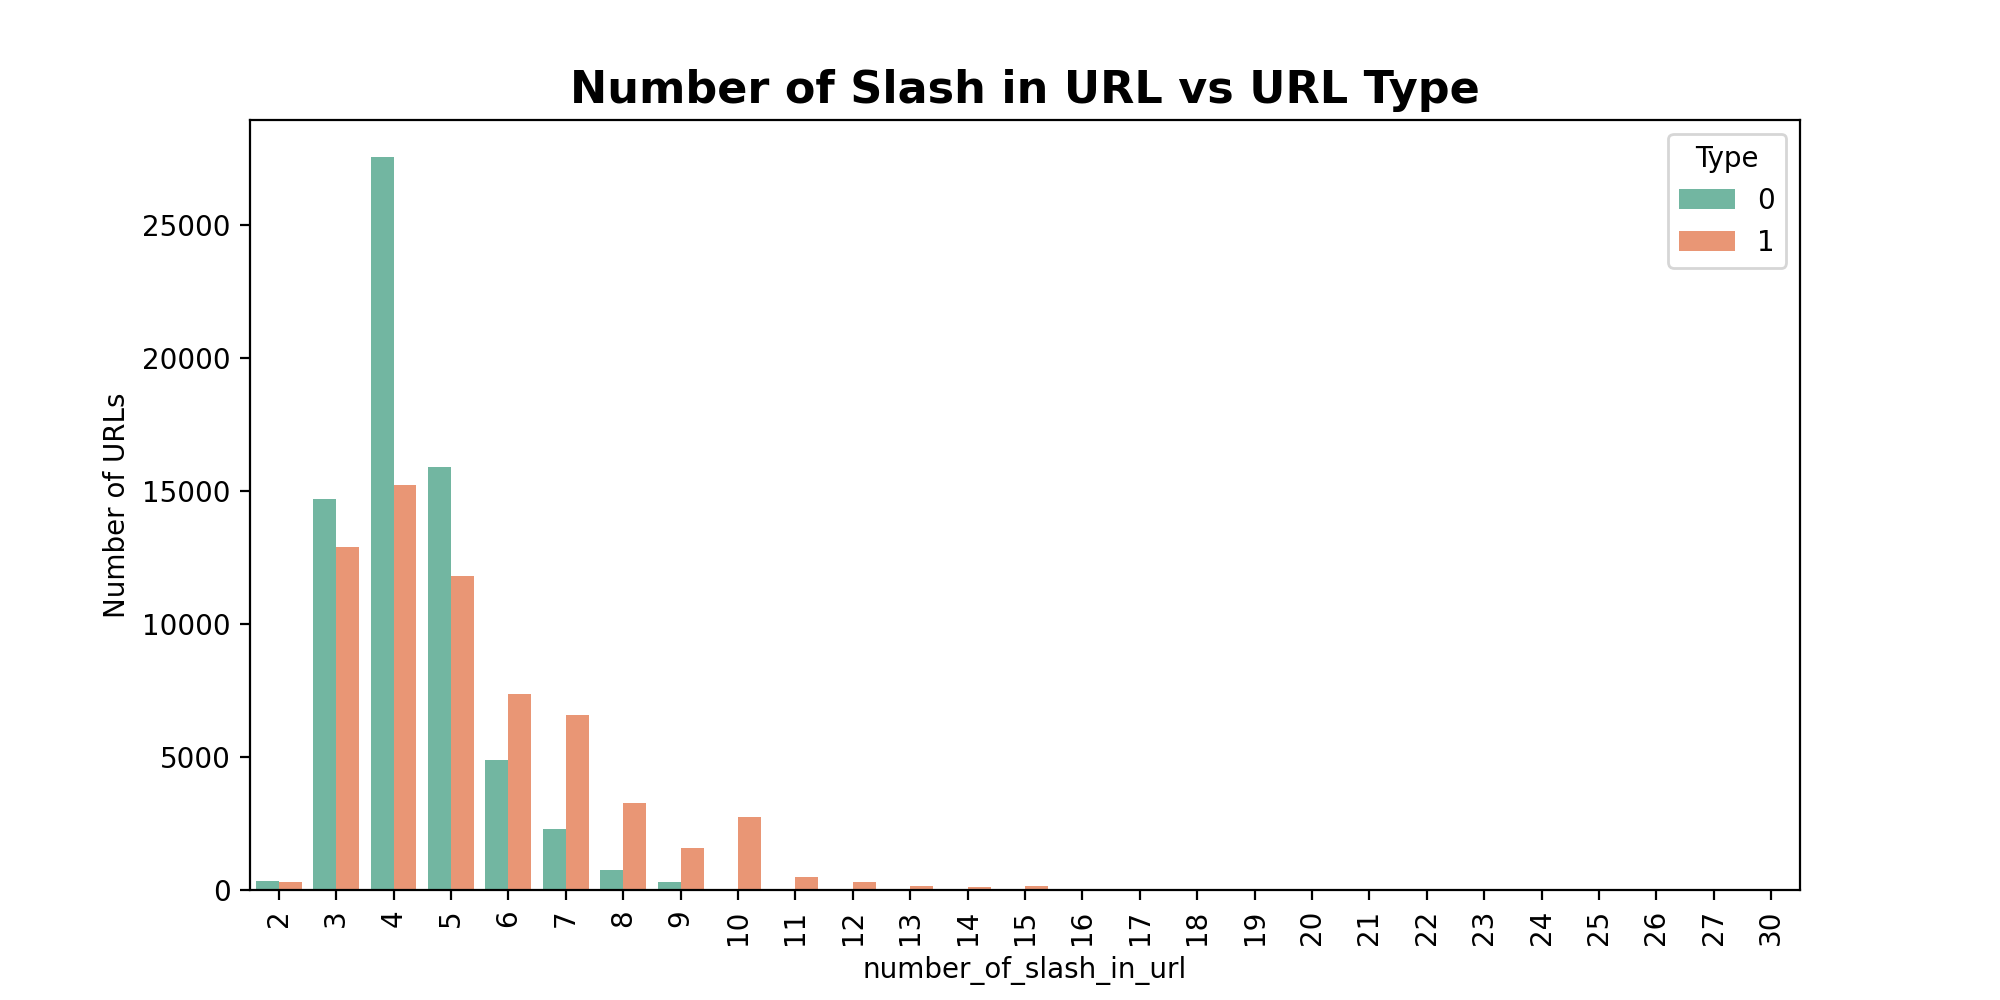 Number of Slash in URL vs URL Type
Type
0
1
Number of URLs
25000
20000
15000
10000
5000
0
2 3 4 5 6 7 8 9 10 11 12 13 14 15 16 17 18 19 20 21 22 23 24 25 26 27 30
number_of_slash_in_url